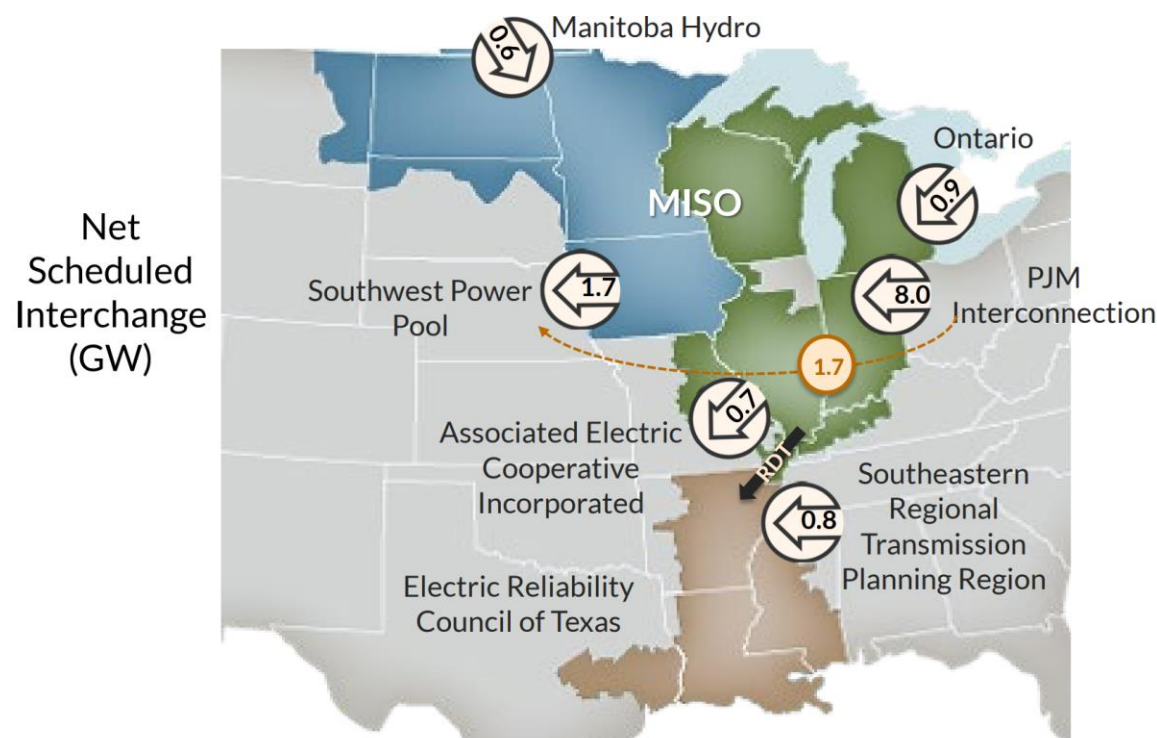 Manitoba Hydro
0.6
Ontario
0.9
MISO
Net
Scheduled
Interchange
(GW)
Southwest Power
Pool
1.7
8.0
PJM
Interconnection
1.7
0.7
Associated Electric
Cooperative
Incorporated
RDT
Southeastern
Regional
Transmission
Planning Region
0.8
Electric Reliability
Council of Texas